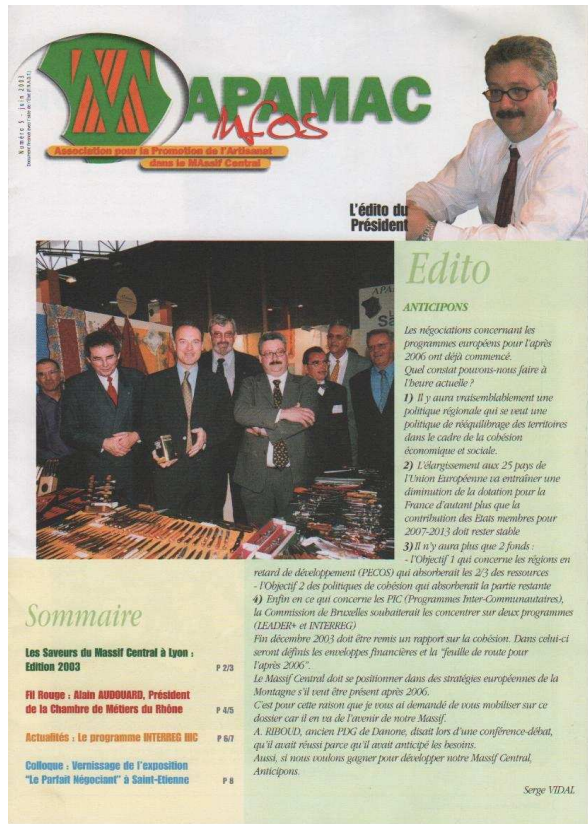 Numéro 5 - juin 2003
APAMAC
Infos
Association pour la Promotion de l'Artisanat
dans le MAssif Central
L'édito du
Président
Edito
ANTICIPONS
Les négociations concernant les
programmes européens pour l'après
2006 ont déjà commencé.
Quel constat pouvons-nous faire à
l'heure actuelle ?
1) Il y aura vraisemblablement une
politique régionale qui se veut une
politique de rééquilibrage des territoires
dans le cadre de la cohésion
économique et sociale.
2) L'élargissement aux 25 pays de
l'Union Européenne va entraîner une
diminution de la dotation pour la
France d'autant plus que la
contribution des Etats membres pour
2007-2013 doit rester stable
3) Il n'y aura plus que 2 fonds :
- l'Objectif 1 qui concerne les régions en
retard de développement (PECOS) qui absorberait les 2/3 des ressources
- l'Objectif 2 des politiques de cohésion qui absorberait la partie restante
4) Enfin en ce qui concerne les PIC (Programmes Inter-Communautaires),
la Commission de Bruxelles souhaiterait les concentrer sur deux programmes
(LEADER+ et INTERREG)
Fin décembre 2003 doit être remis un rapport sur la cohésion. Dans celui-ci
seront définis les enveloppes financières et la "feuille de route pour
l'après 2006".
Le Massif Central doit se positionner dans des stratégies européennes de la
Montagne s'il veut être présent après 2006.
C'est pour cette raison que je vous ai demandé de vous mobiliser sur ce
dossier car il en va de l'avenir de notre Massif.
A. RIBOUD, ancien PDG de Danone, disait lors d'une conférence-débat,
qu'il avait réussi parce qu'il avait anticipé les besoins.
Aussi, si nous voulons gagner pour développer notre Massif Central,
Anticipons.
Serge VIDAL
Sommaire
Les Saveurs du Massif Central à Lyon :
Edition 2003 P 2/3
Fil Rouge : Alain AUDOUARD, Président
de la Chambre de Métiers du Rhône P 4/5
Actualités : Le programme INTERREG IIIC P 6/7
Colloque : Vernissage de l'exposition
"Le Parfait Négociant" à Saint-Etienne P 8